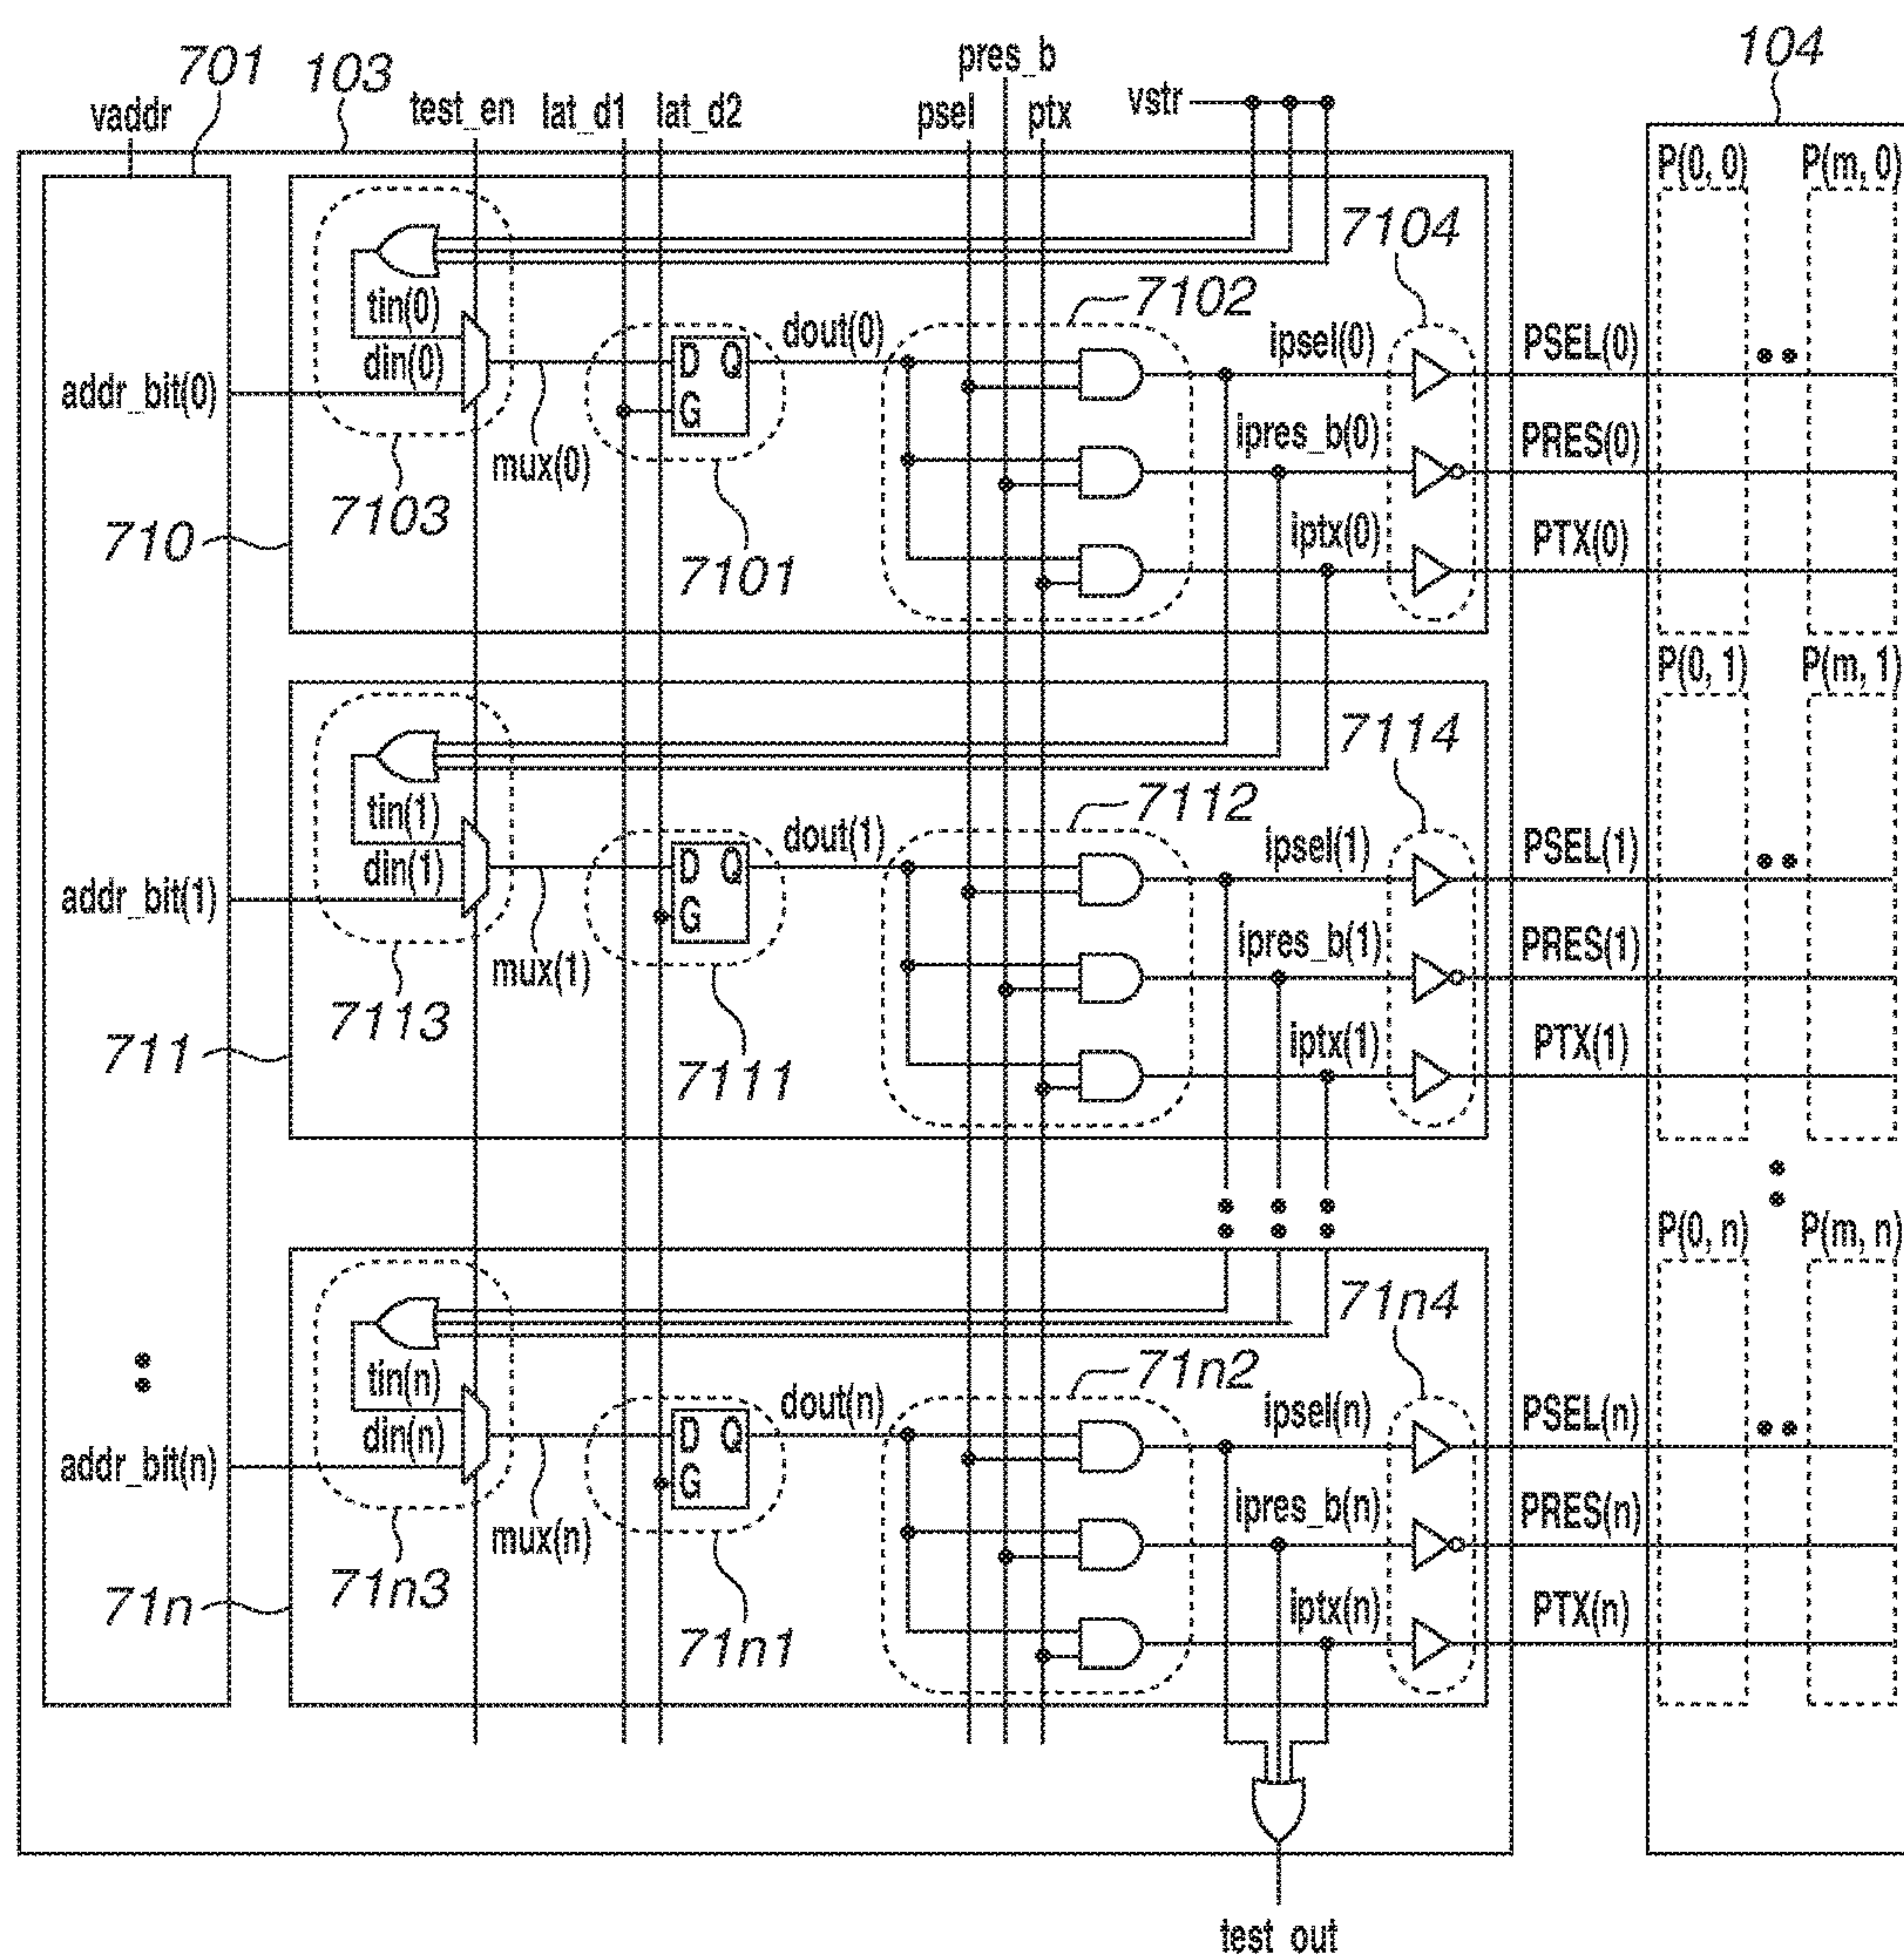 701
103
pres_b
104
vaddr
test_en
lat_d1
lat_d2
psel
ptx
vstr
P(0, 0)
P(m, 0)
7104
7102
tin(0)
din(0)
addr_bit(0)
mux(0)
D Q
G
dout(0)
ipsel(0)
PSEL(0)
ipres_b(0)
PRES(0)
iptx(0)
PTX(0)
7103
7101
710
P(0, 1)
P(m, 1)
7114
7112
tin(1)
din(1)
addr_bit(1)
mux(1)
D Q
G
dout(1)
ipsel(1)
PSEL(1)
ipres_b(1)
PRES(1)
iptx(1)
PTX(1)
7113
7111
711
P(0, n)
P(m, n)
71n4
71n2
tin(n)
din(n)
addr_bit(n)
mux(n)
D Q
G
dout(n)
ipsel(n)
PSEL(n)
ipres_b(n)
PRES(n)
iptx(n)
PTX(n)
71n3
71n1
71n
test_out